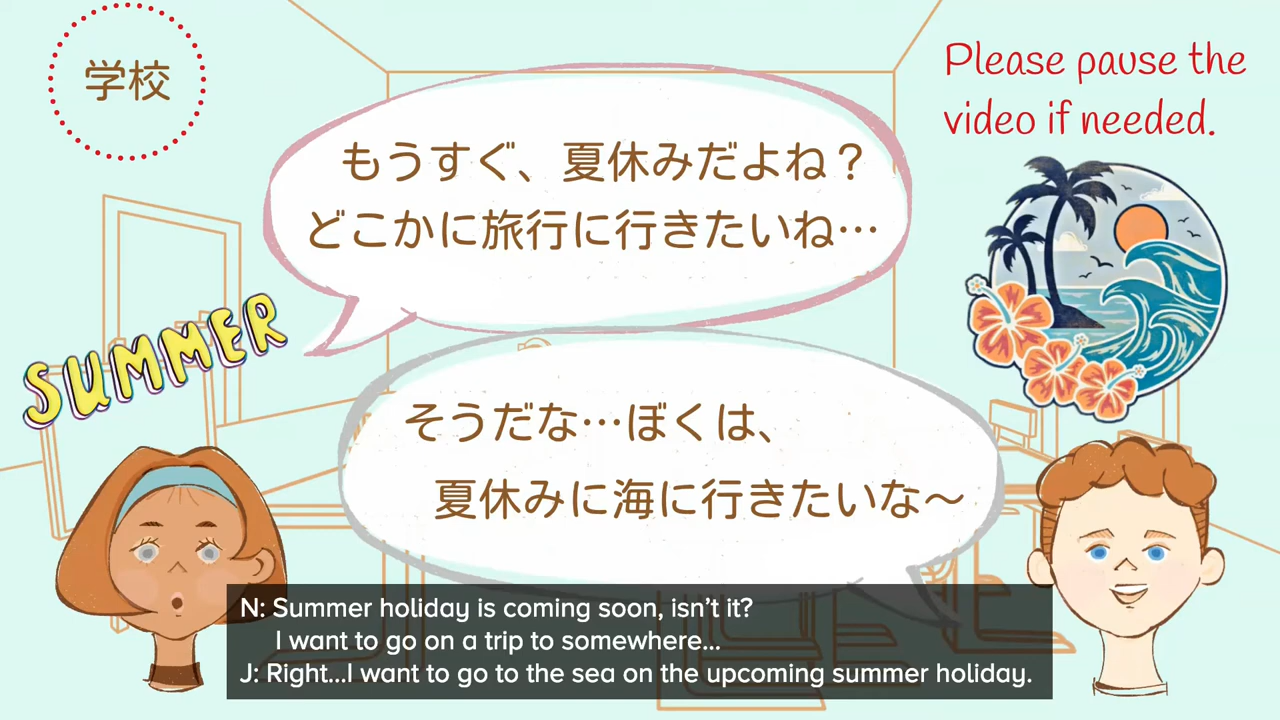 学校
Please pause the
video if needed.
もうすぐ、夏休みだよね？
どこかに旅行に行きたいね…
SUMMER
そうだな…ぼくは、
夏休みに海に行きたいな～
N: Summer holiday is coming soon, isn't it?
I want to go on a trip to somewhere...
J: Right...I want to go to the sea on the upcoming summer holiday.